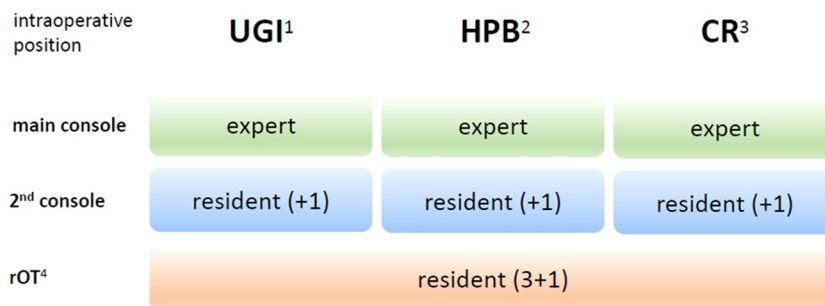 intraoperative
position
UGI¹ HPB² CR³
main console expert expert expert
2ⁿᵈ console resident (+1) resident (+1) resident (+1)
rOT⁴ resident (3+1)